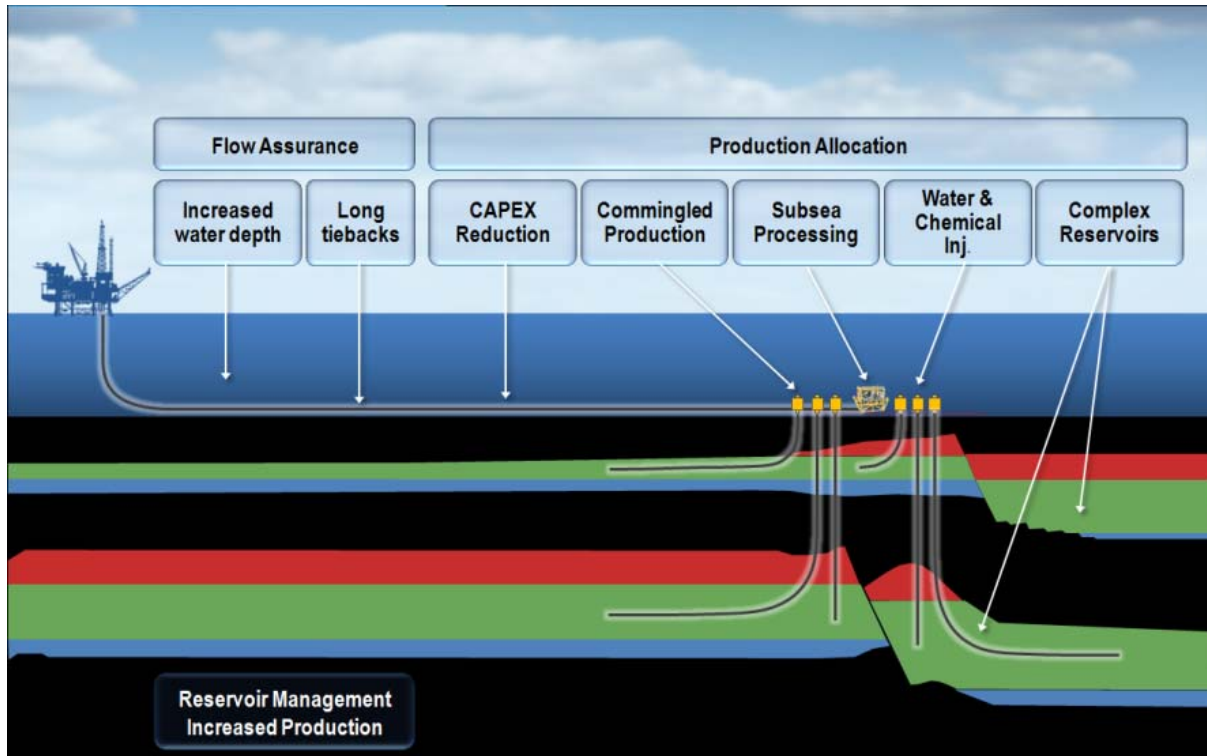 Flow Assurance
Production Allocation
Increased
water depth
Long
tiebacks
CAPEX
Reduction
Commingled
Production
Subsea
Processing
Water &
Chemical
Inj.
Complex
Reservoirs
Reservoir Management
Increased Production